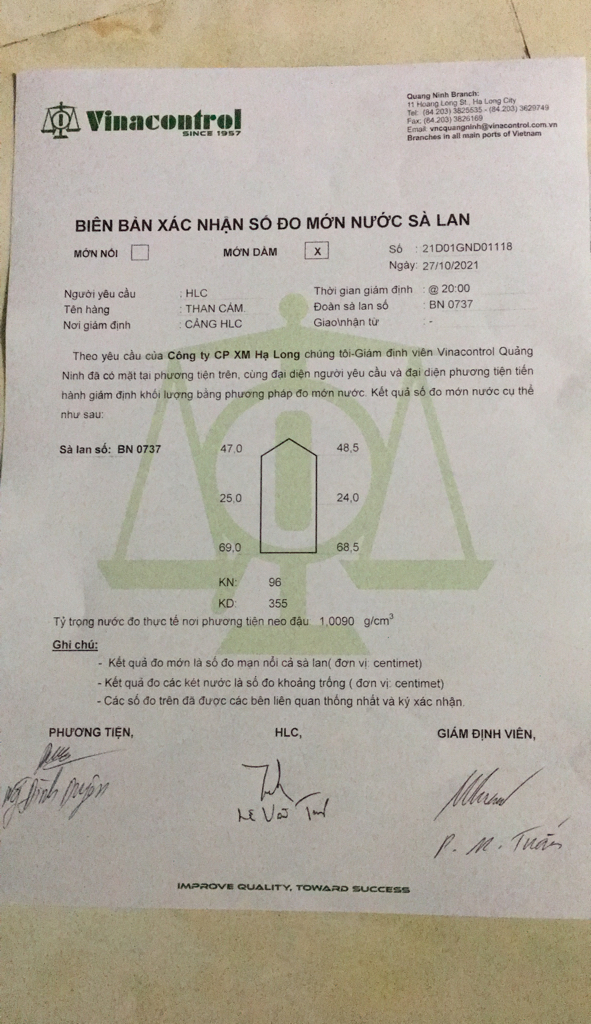 Vinacontrol
SINCE 1957
Quang Ninh Branch:
11 Hoang Long St., Ha Long City
Tel: (84.203) 3825535 - (84.203) 3629749
Fax: (84.203) 3826169
Email: vncquangninh@vinacontrol.com.vn
Branches in all main ports of Vietnam
BIÊN BẢN XÁC NHẬN SỐ ĐO MỚN NƯỚC SÀ LAN
MỚN NỔI MỚN DẦM X Số : 21D01GND01118
Ngày: 27/10/2021
Người yêu cầu : HLC Thời gian giám định : @ 20:00
Tên hàng : THAN CÁM. Đoàn sà lan số : BN 0737
Nơi giám định : CẢNG HLC Giao\nhận từ : -
Theo yêu cầu của Công ty CP XM Hạ Long chúng tôi-Giám định viên Vinacontrol Quảng
Ninh đã có mặt tại phương tiện trên, cùng đại diện người yêu cầu và đại diện phương tiện tiến
hành giám định khối lượng bằng phương pháp đo mớn nước. Kết quả số đo mớn nước cụ thể
như sau:
Sà lan số: BN 0737 47,0 48,5
25,0 24,0
69,0 68,5
KN: 96
KD: 355
Tỷ trọng nước đo thực tế nơi phương tiện neo đậu 1,0090 g/cm³
Ghi chú:
- Kết quả đo mớn là số đo mạn nổi cả sà lan( đơn vị: centimet)
- Kết quả đo các két nước là số đo khoảng trống ( đơn vị: centimet)
- Các số đo trên đã được các bên liên quan thống nhất và ký xác nhận.
PHƯƠNG TIỆN, HLC, GIÁM ĐỊNH VIÊN,
Đình Duyện
Lê Văn
P. M. Tuấn
IMPROVE QUALITY, TOWARD SUCCESS